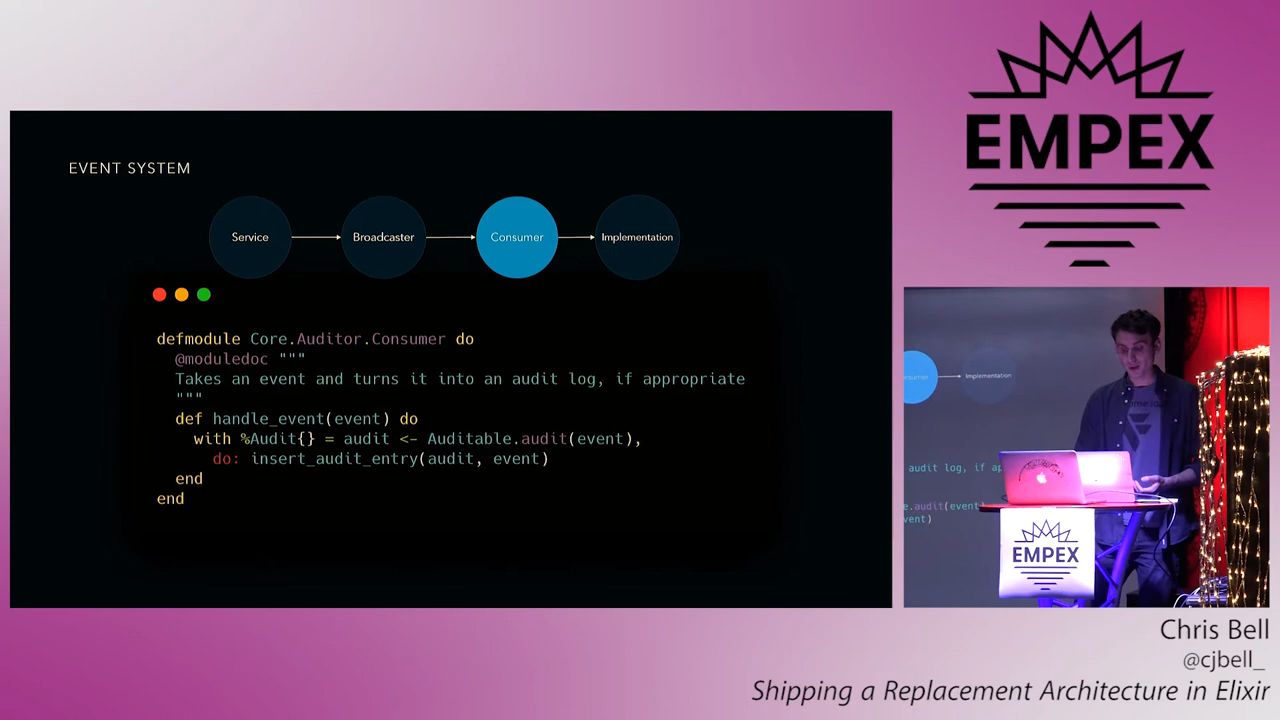 EVENT SYSTEM
Service
Broadcaster
Consumer
Implementation
defmodule Core.Auditor.Consumer do
@moduledoc """
Takes an event and turns it into an audit log, if appropriate
"""
def handle_event(event) do
with %Audit{} = audit <- Auditable.audit(event),
do: insert_audit_entry(audit, event)
end
end
EMPEX
Implementation
audit log, if ap
e.audit(event)
vent)
EMPEX
Chris Bell
@cjbell_
Shipping a Replacement Architecture in Elixir